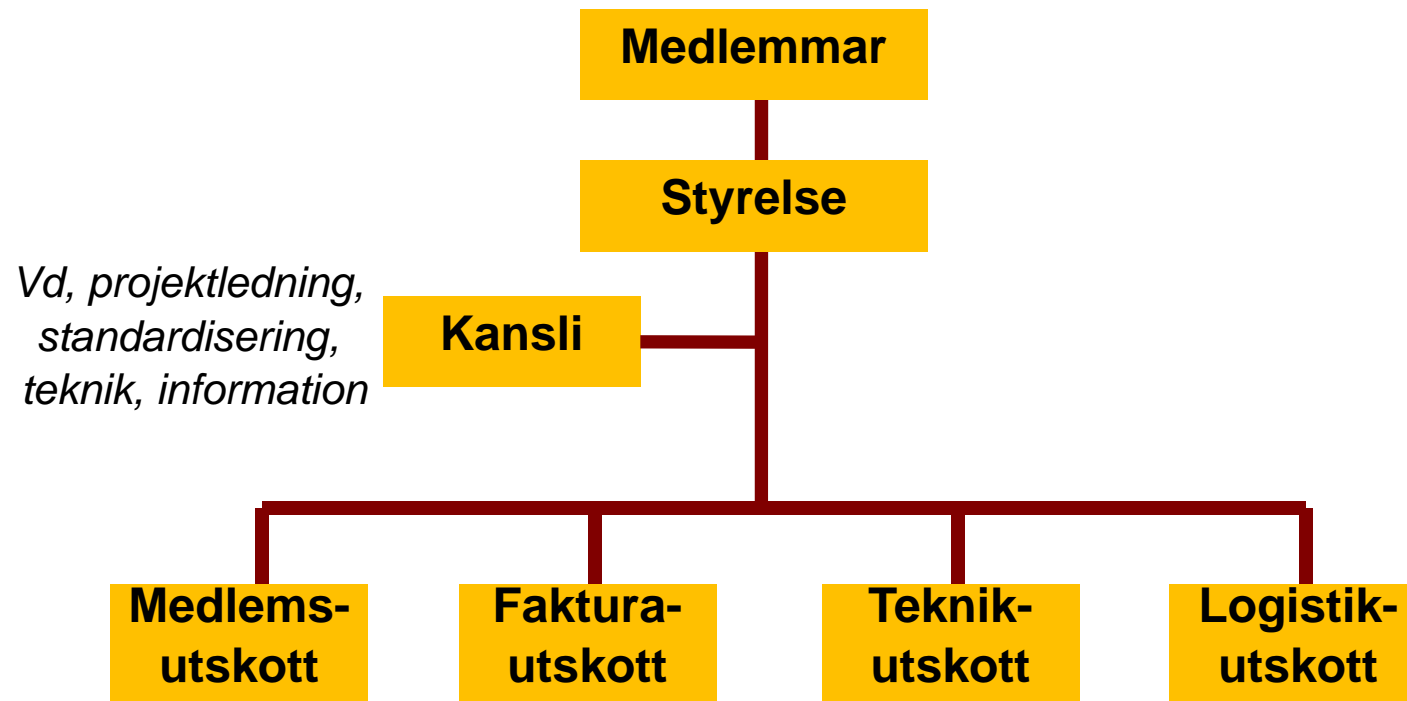 Medlemmar
Styrelse
Vd, projektledning,
standardisering,
teknik, information
Kansli
Medlems-
utskott
Faktura-
utskott
Teknik-
utskott
Logistik-
utskott